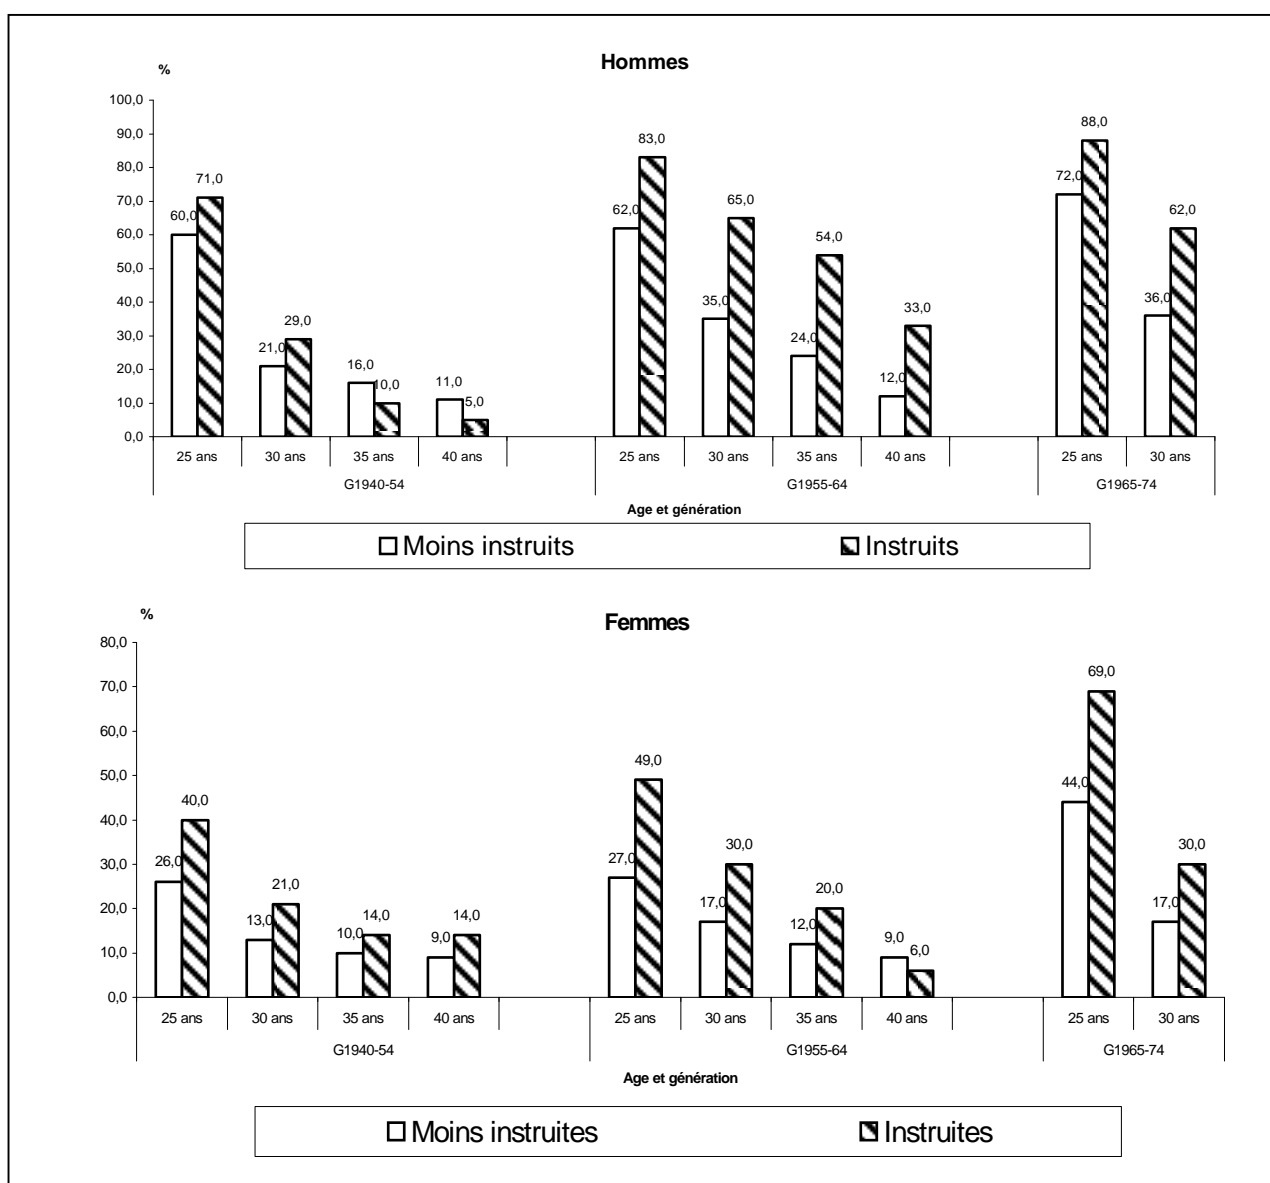 Hommes
%
100,0
90,0
80,0
70,0
60,0
50,0
40,0
30,0
20,0
10,0
0,0
60,0 71,0 21,0 29,0 16,0 10,0 11,0 5,0 62,0 83,0 35,0 65,0 24,0 54,0 12,0 33,0 72,0 88,0 36,0 62,0
25 ans 30 ans 35 ans 40 ans 25 ans 30 ans 35 ans 40 ans 25 ans 30 ans
G1940-54 G1955-64 G1965-74
Age et génération
Moins instruits Instruits
Femmes
%
80,0
70,0
60,0
50,0
40,0
30,0
20,0
10,0
0,0
26,0 40,0 13,0 21,0 10,0 14,0 9,0 14,0 27,0 49,0 17,0 30,0 12,0 20,0 9,0 6,0 44,0 69,0 17,0 30,0
25 ans 30 ans 35 ans 40 ans 25 ans 30 ans 35 ans 40 ans 25 ans 30 ans
G1940-54 G1955-64 G1965-74
Age et génération
Moins instruites Instruites